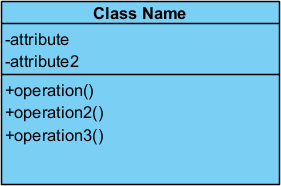 Class Name
-attribute
-attribute2
+operation()
+operation2()
+operation3()